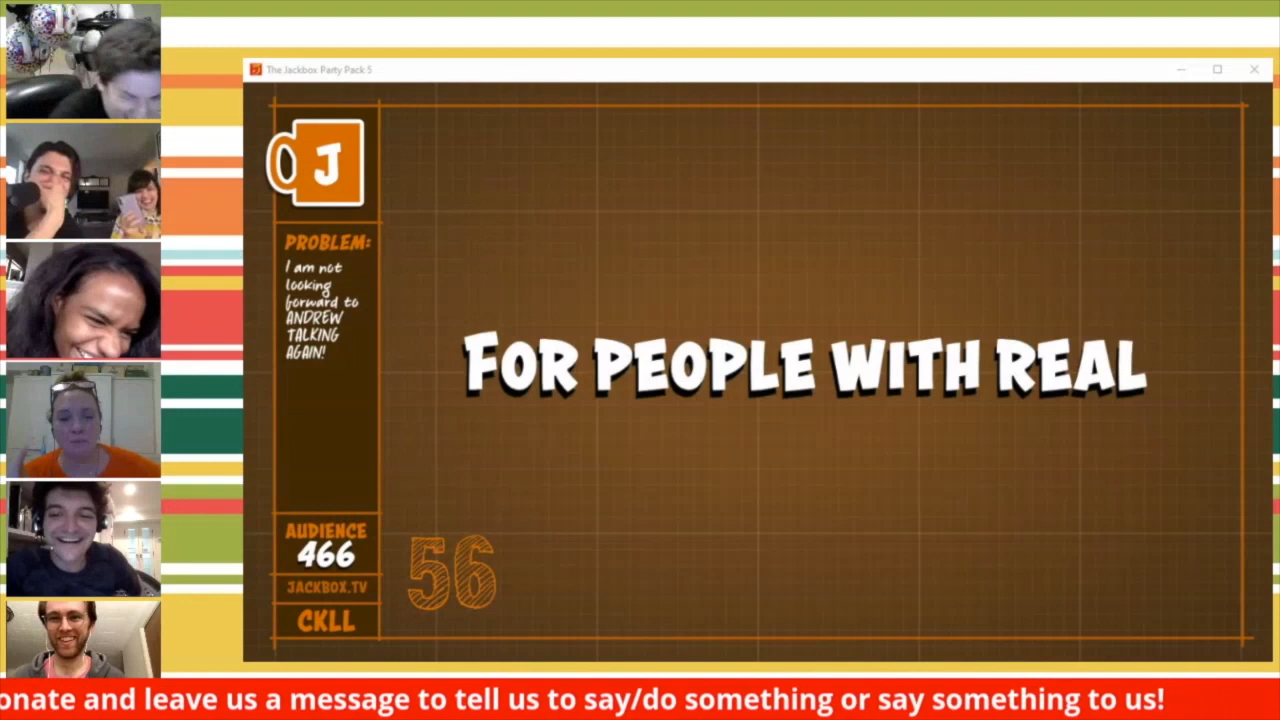 The Jackbox Party Pack 5
J
PROBLEM:
I am not
looking
forward to
ANDREW
TALKING
AGAIN!
FOR PEOPLE WITH REAL
AUDIENCE
466
JACKBOX.TV
CKLL
56
onate and leave us a message to tell us to say/do something or say something to us!